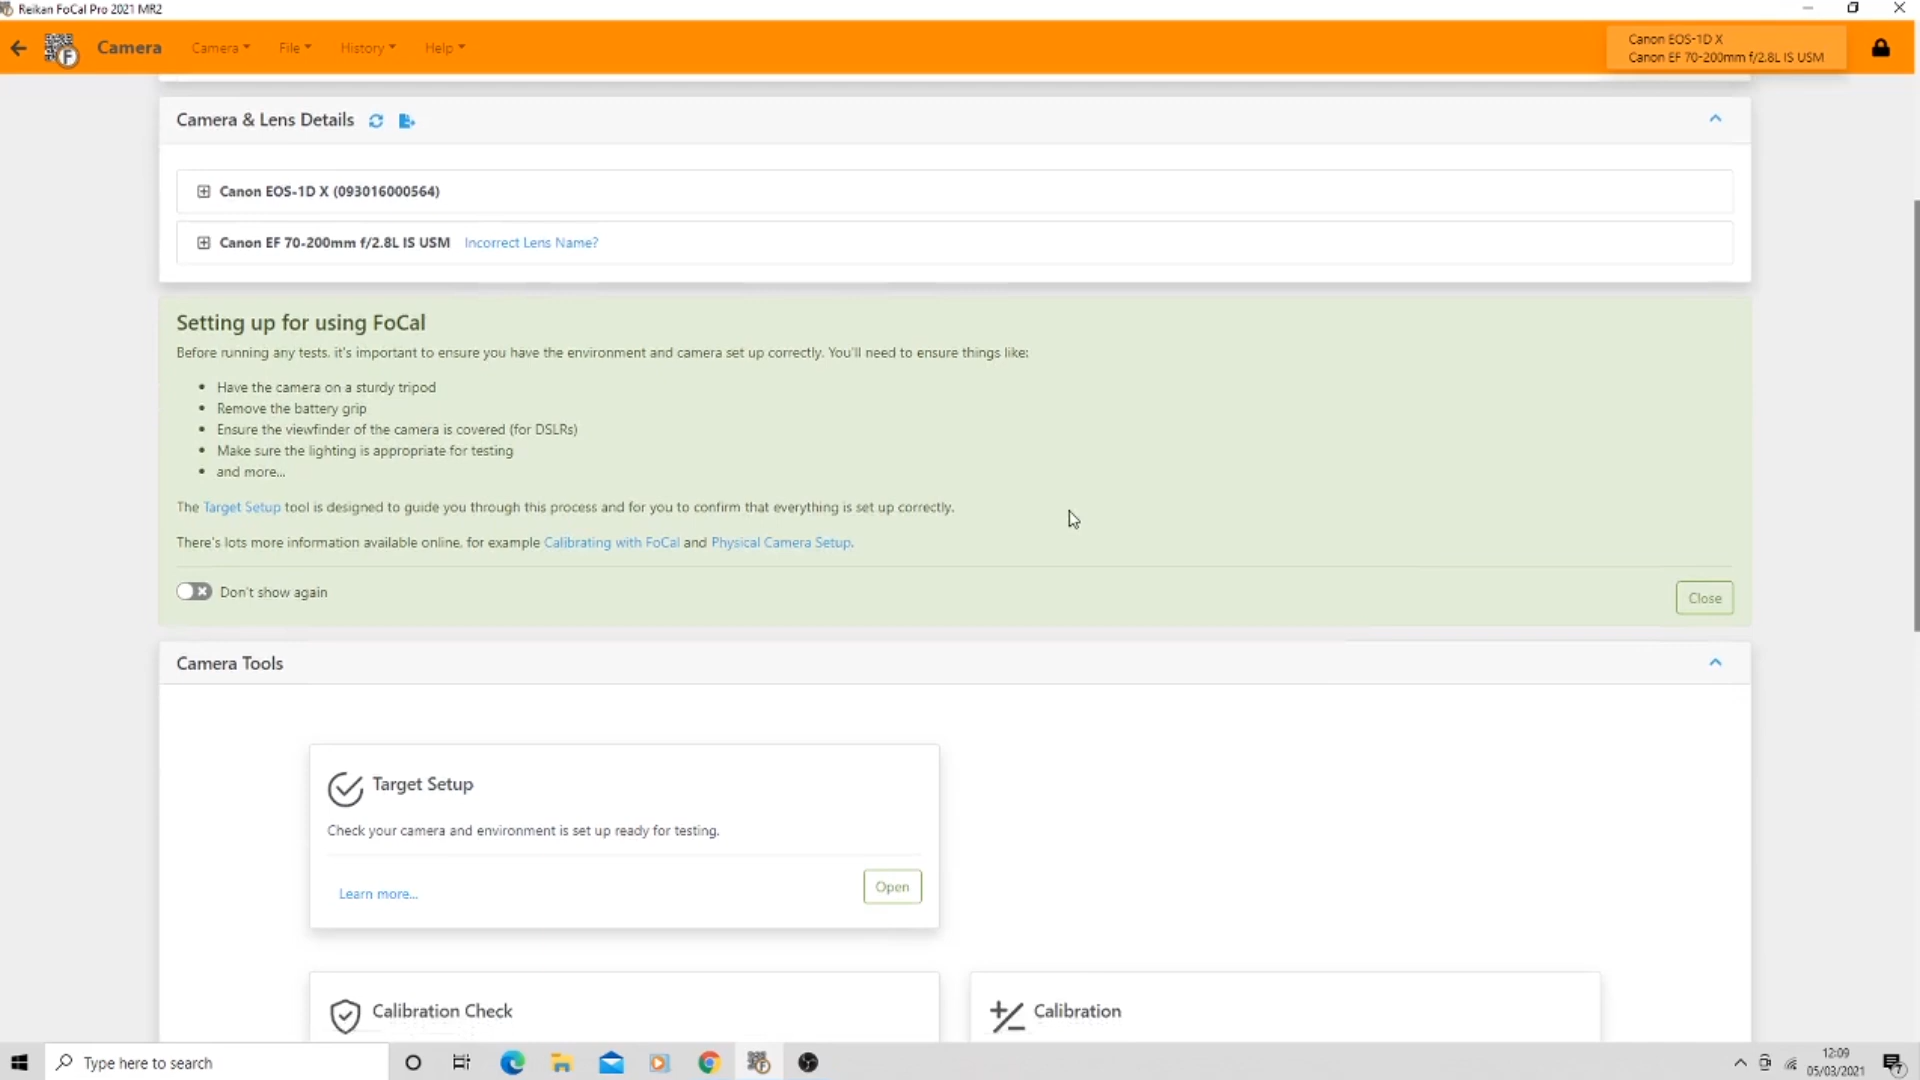 Reikan FoCal Pro 2021 MR2
Camera Camera File History Help
Canon EOS-1D X
Canon EF 70-200mm f/2.8L IS USM
Camera & Lens Details
Canon EOS-1D X (093016000564)
Canon EF 70-200mm f/2.8L IS USM Incorrect Lens Name?
Setting up for using FoCal
Before running any tests, it's important to ensure you have the environment and camera set up correctly. You'll need to ensure things like:
• Have the camera on a sturdy tripod
• Remove the battery grip
• Ensure the viewfinder of the camera is covered (for DSLRs)
• Make sure the lighting is appropriate for testing
• and more...
The Target Setup tool is designed to guide you through this process and for you to confirm that everything is set up correctly.
There's lots more information available online, for example Calibrating with FoCal and Physical Camera Setup.
Don't show again
Close
Camera Tools
Target Setup
Check your camera and environment is set up ready for testing.
Learn more...
Open
Calibration Check
Calibration
Type here to search
12:09
05/03/2021
7